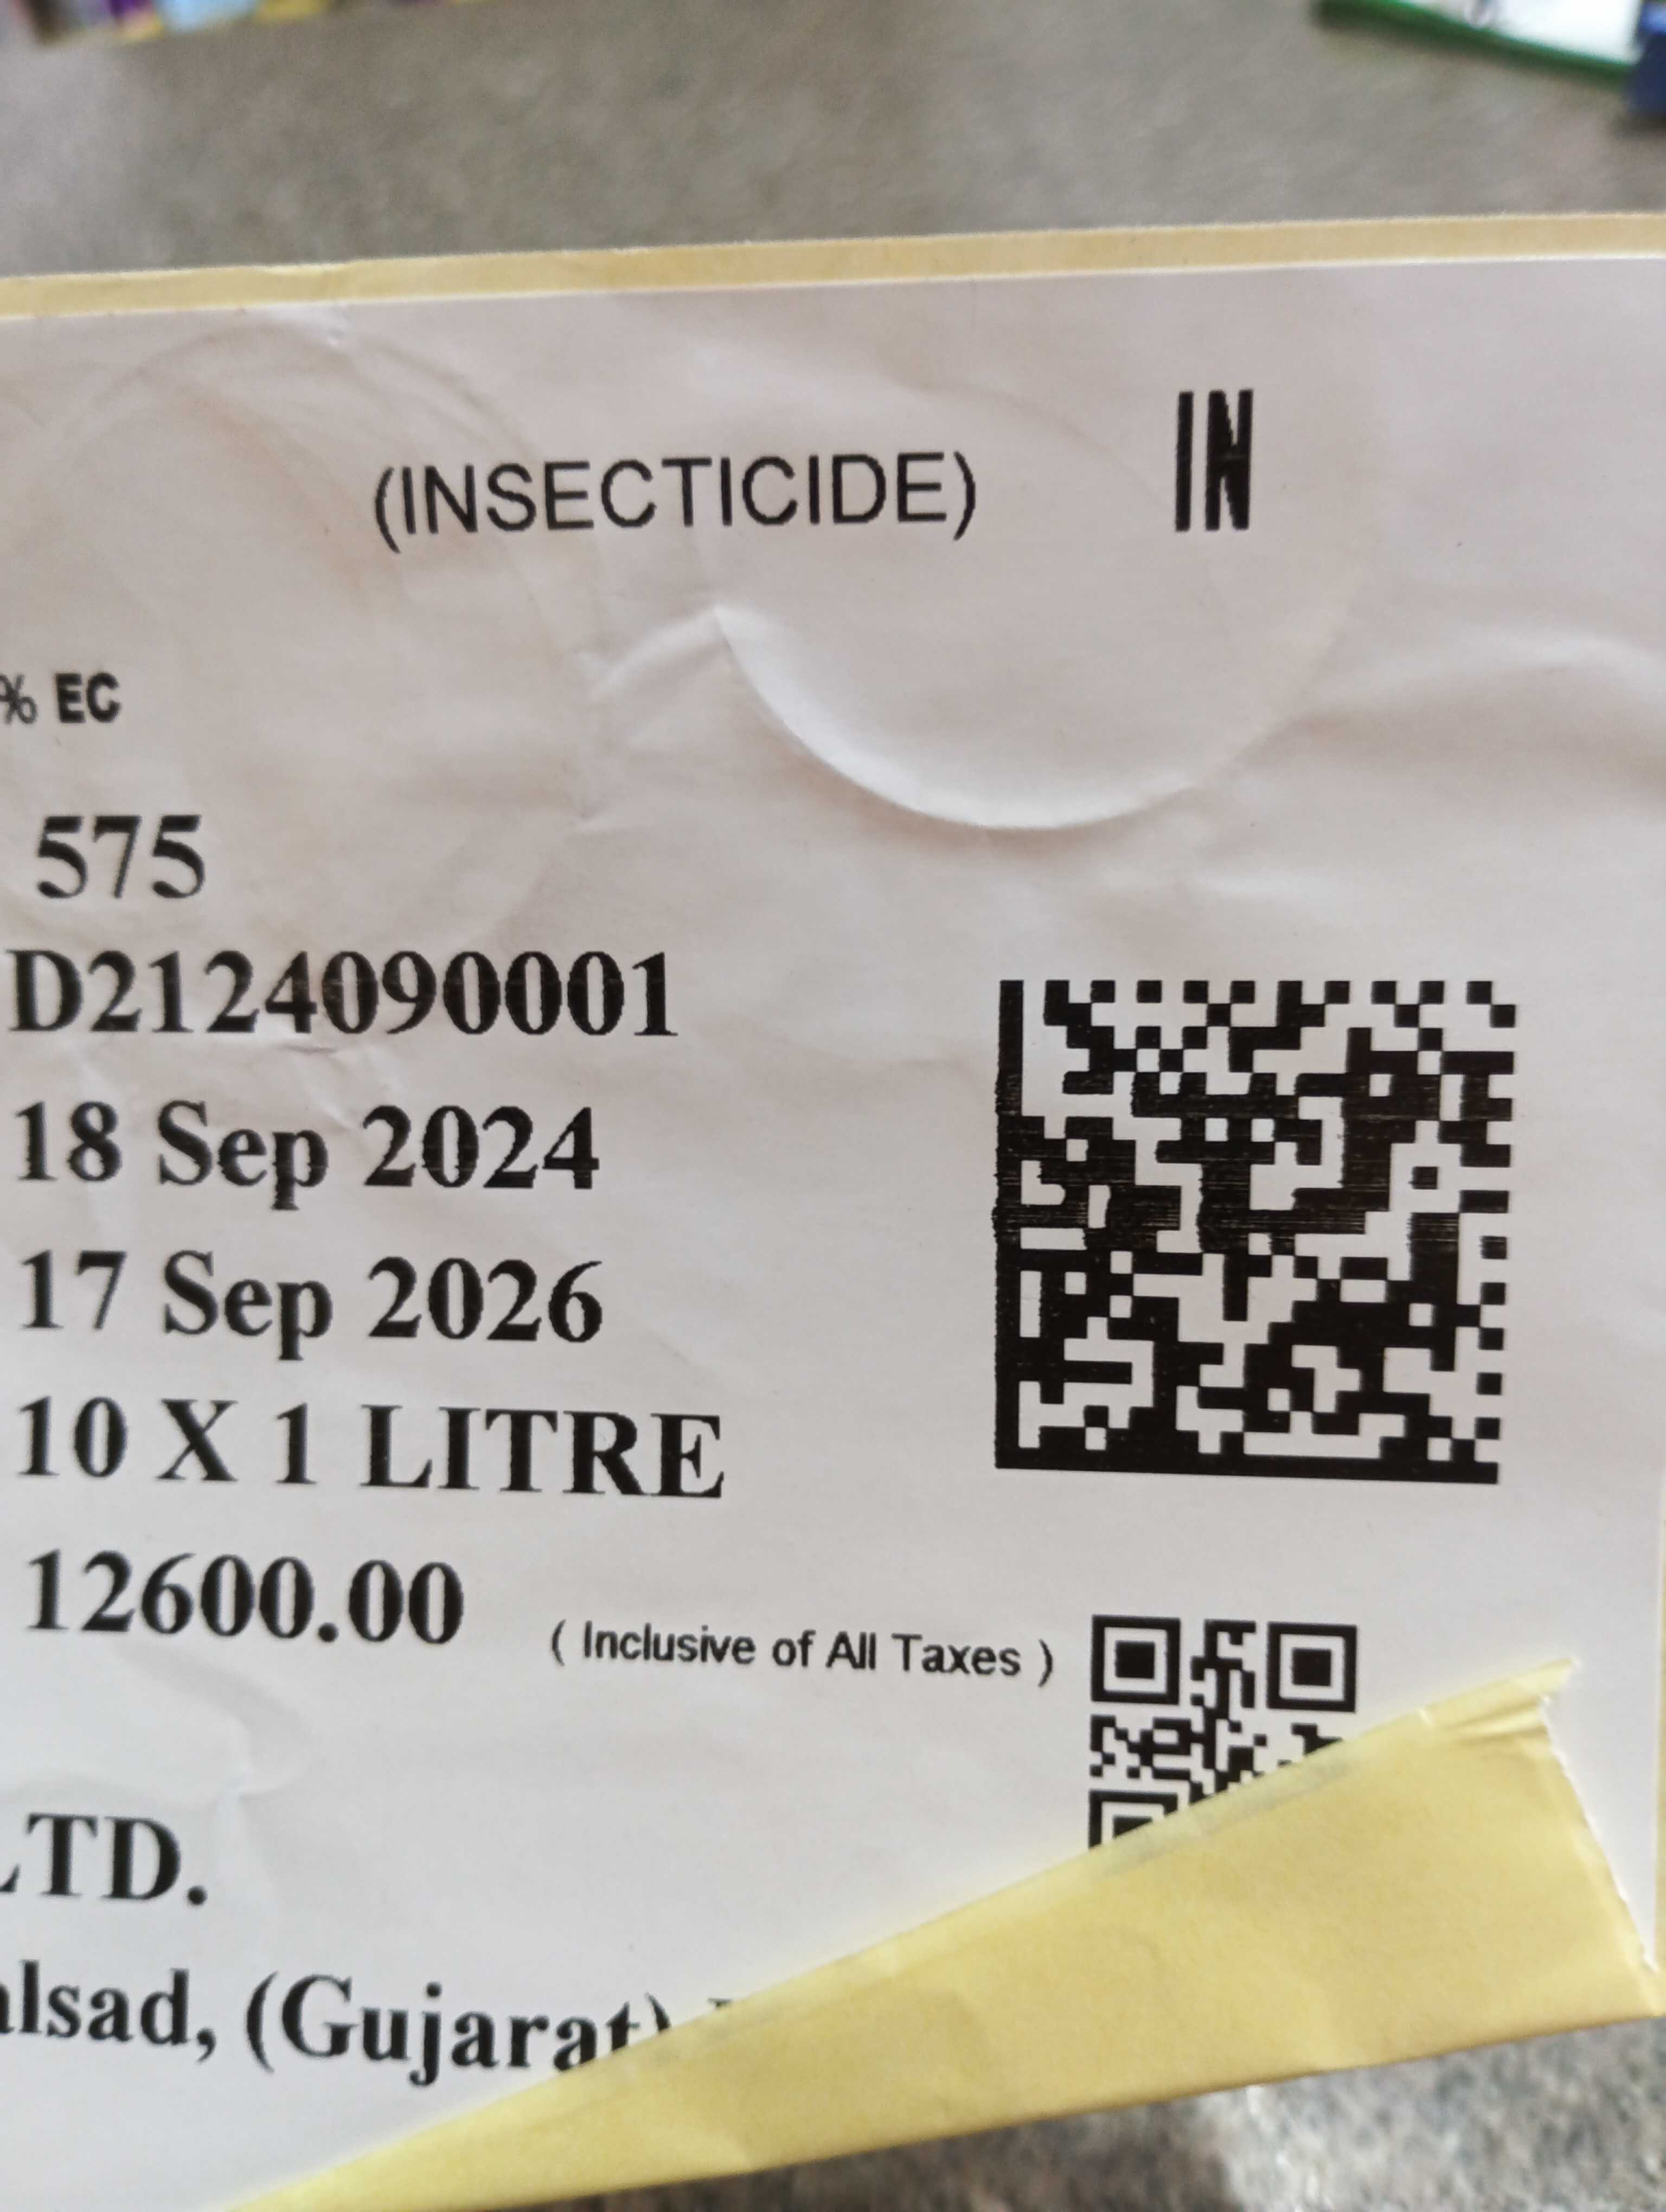 (INSECTICIDE) IN
% EC
575
D2124090001
18 Sep 2024
17 Sep 2026
10 X 1 LITRE
12600.00 ( Inclusive of All Taxes )
LTD.
alsad, (Gujarat)